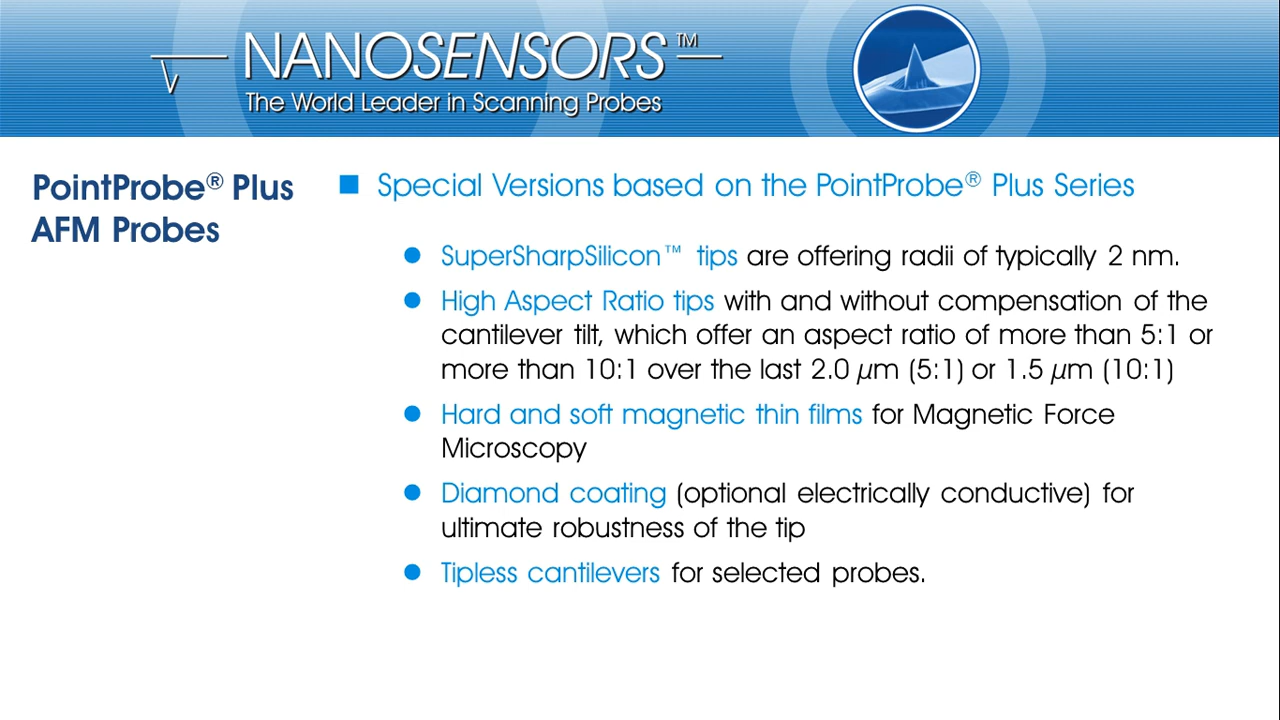 NANOSENSORS™
The World Leader in Scanning Probes
PointProbe® Plus
AFM Probes
Special Versions based on the PointProbe® Plus Series
SuperSharpSilicon™ tips are offering radii of typically 2 nm.
High Aspect Ratio tips with and without compensation of the
cantilever tilt, which offer an aspect ratio of more than 5:1 or
more than 10:1 over the last 2.0 µm (5:1) or 1.5 µm (10:1)
Hard and soft magnetic thin films for Magnetic Force
Microscopy
Diamond coating (optional electrically conductive) for
ultimate robustness of the tip
Tipless cantilevers for selected probes.